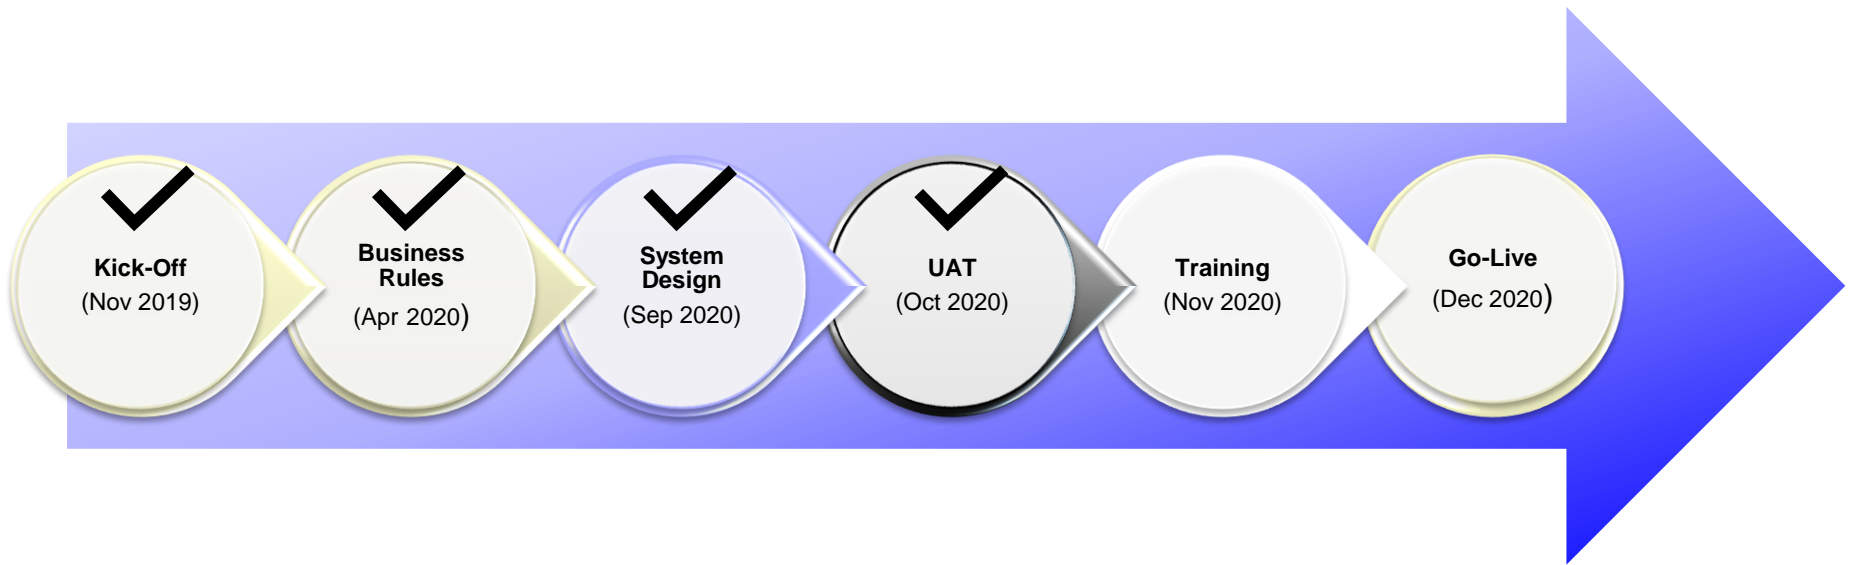 Kick-Off
(Nov 2019)
Business
Rules
(Apr 2020)
System
Design
(Sep 2020)
UAT
(Oct 2020)
Training
(Nov 2020)
Go-Live
(Dec 2020)